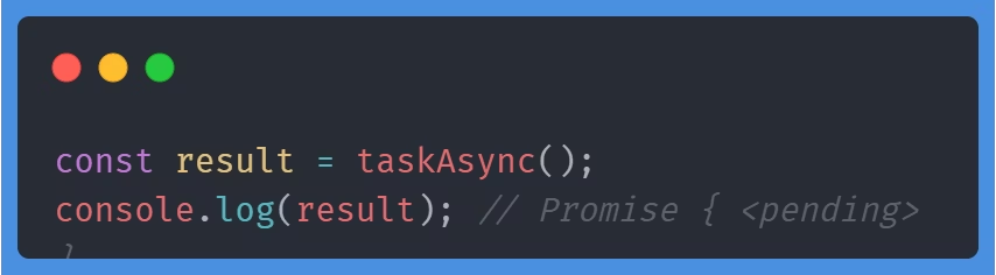 const result = taskAsync();
console.log(result); // Promise { <pending>
}